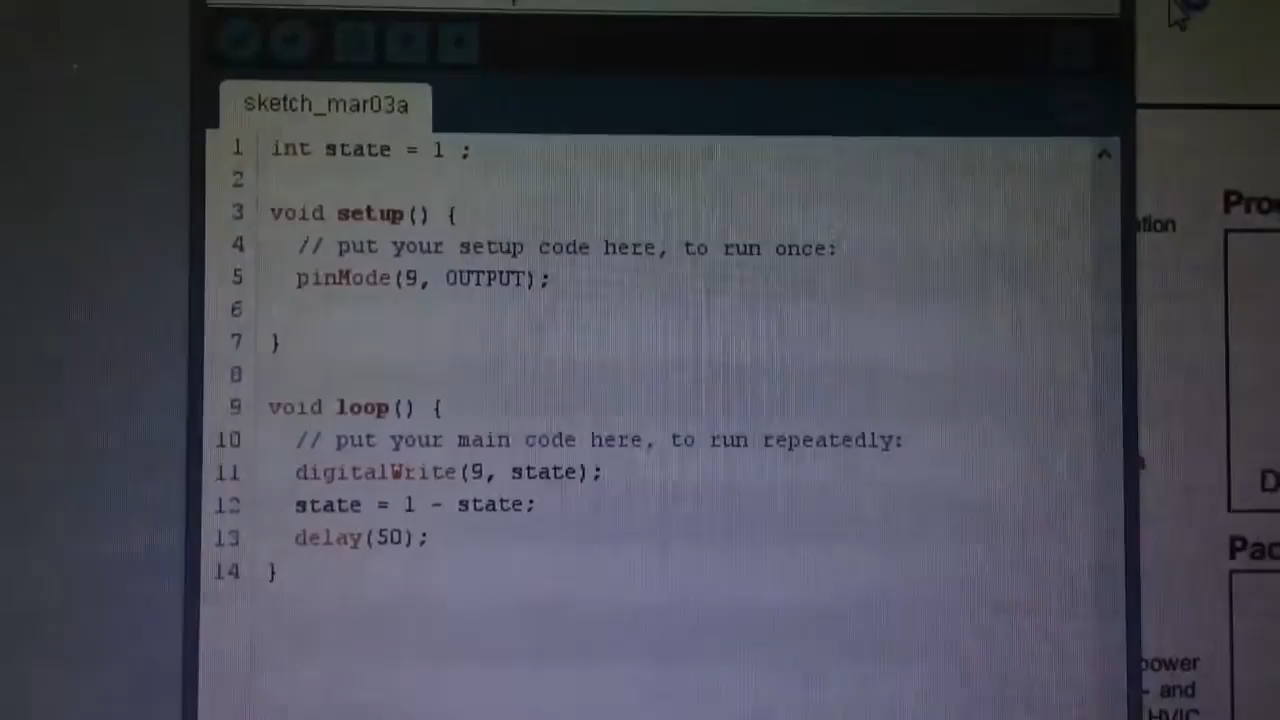 sketch_mar03a
1 int state = 1 ;
2
3 void setup() {
4 // put your setup code here, to run once:
5 pinMode(9, OUTPUT);
6
7 }
8
9 void loop() {
10 // put your main code here, to run repeatedly:
11 digitalWrite(9, state);
12 state = 1 - state;
13 delay(50);
14 }
ation
Pro
D
Pac
power
- and
HVIC